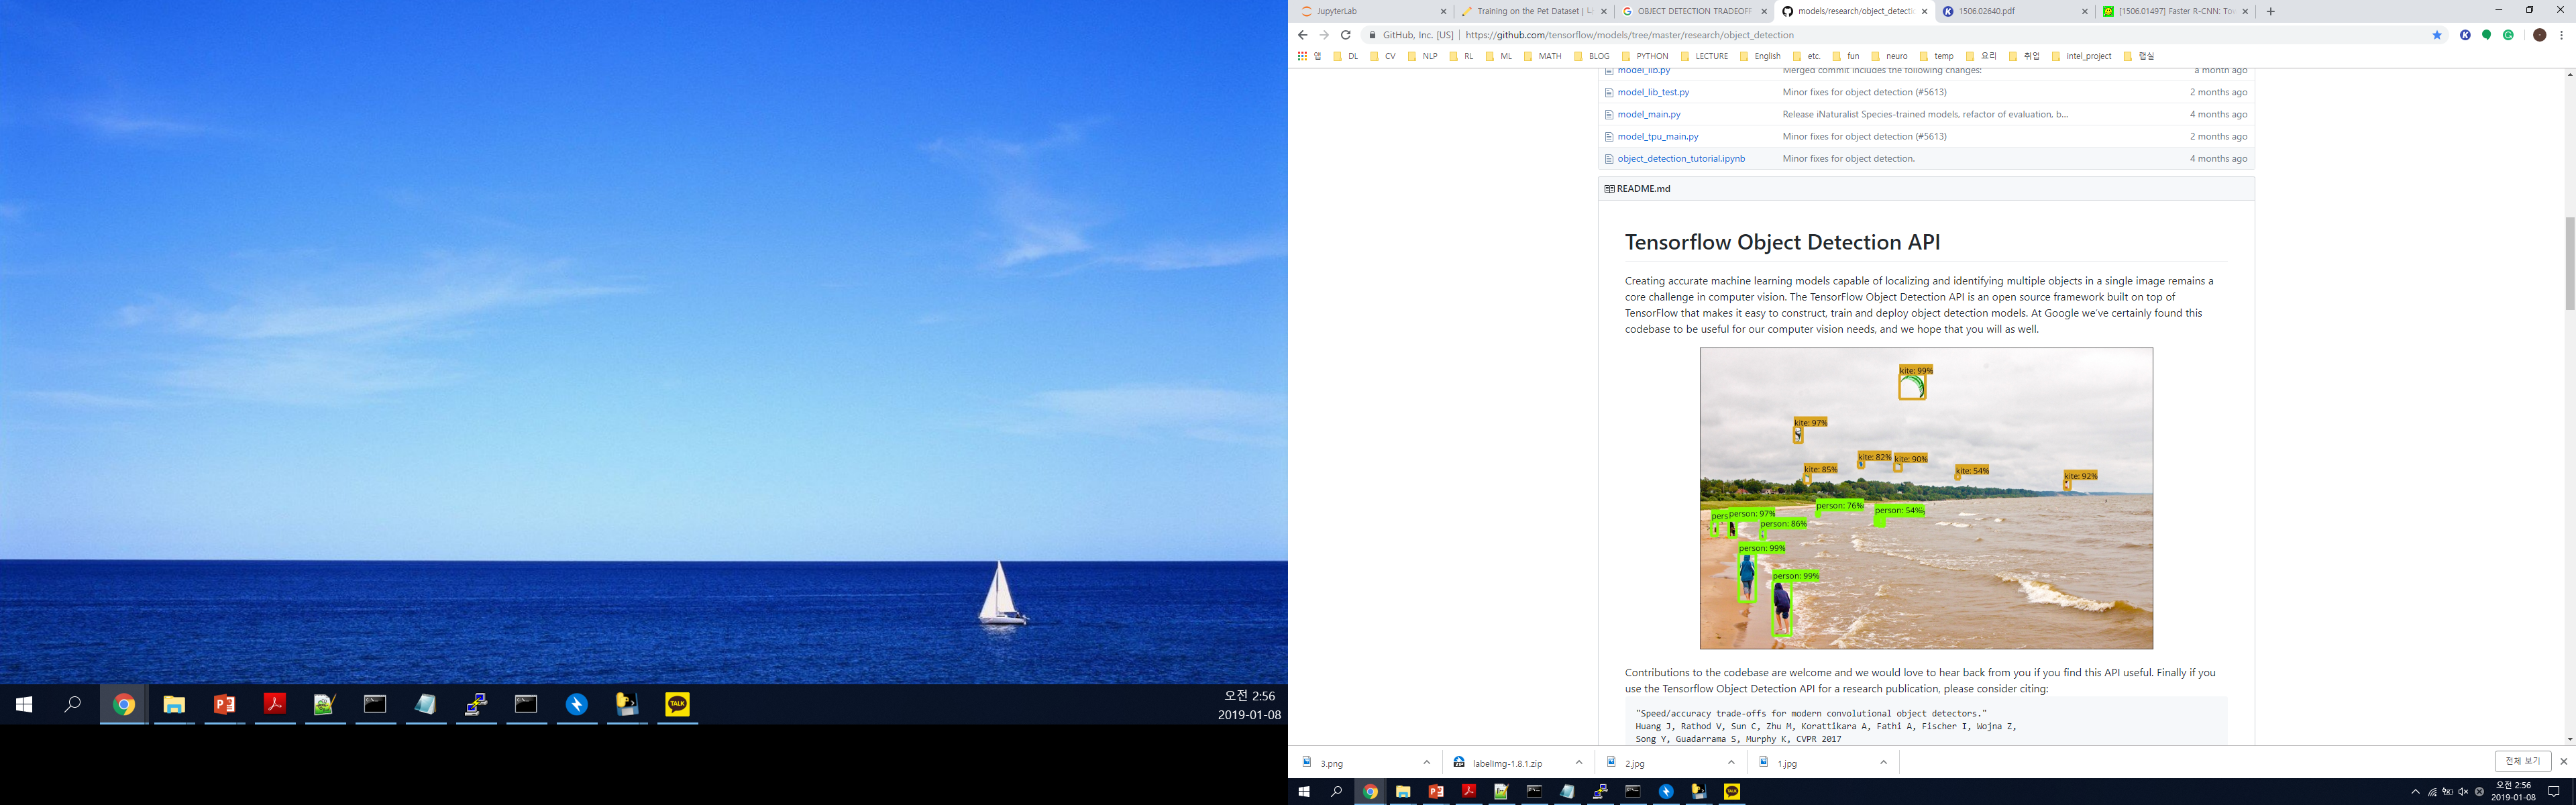 TALK
오전 2:56
2019-01-08
JupyterLab
Training on the Pet Dataset | 
OBJECT DETECTION TRADEOFF
models/research/object_detecti
1506.02640.pdf
[1506.01497] Faster R-CNN: To
GitHub, Inc. [US]
https://github.com/tensorflow/models/tree/master/research/object_detection
앱 DL CV NLP RL ML MATH BLOG PYTHON LECTURE English etc. fun neuro temp 요리 취업 intel_project 랩실
model_lib.py Merged commit includes the following changes: a month ago
model_lib_test.py Minor fixes for object detection (#5613) 2 months ago
model_main.py Release iNaturalist Species-trained models, refactor of evaluation, b... 4 months ago
model_tpu_main.py Minor fixes for object detection (#5613) 2 months ago
object_detection_tutorial.ipynb Minor fixes for object detection. 4 months ago
README.md
Tensorflow Object Detection API
Creating accurate machine learning models capable of localizing and identifying multiple objects in a single image remains a
core challenge in computer vision. The TensorFlow Object Detection API is an open source framework built on top of
TensorFlow that makes it easy to construct, train and deploy object detection models. At Google we've certainly found this
codebase to be useful for our computer vision needs, and we hope that you will as well.
kite: 99%
kite: 97%
kite: 82%
kite: 90%
kite: 85%
kite: 54%
kite: 92%
person: 76%
person: 54%
pers
person: 97%
person: 86%
person: 99%
person: 99%
Contributions to the codebase are welcome and we would love to hear back from you if you find this API useful. Finally if you
use the Tensorflow Object Detection API for a research publication, please consider citing:
"Speed/accuracy trade-offs for modern convolutional object detectors."
Huang J, Rathod V, Sun C, Zhu M, Korattikara A, Fathi A, Fischer I, Wojna Z,
Song Y, Guadarrama S, Murphy K, CVPR 2017
3.png
labelImg-1.8.1.zip
2.jpg
1.jpg
전체 보기
TALK
오전 2:56
2019-01-08